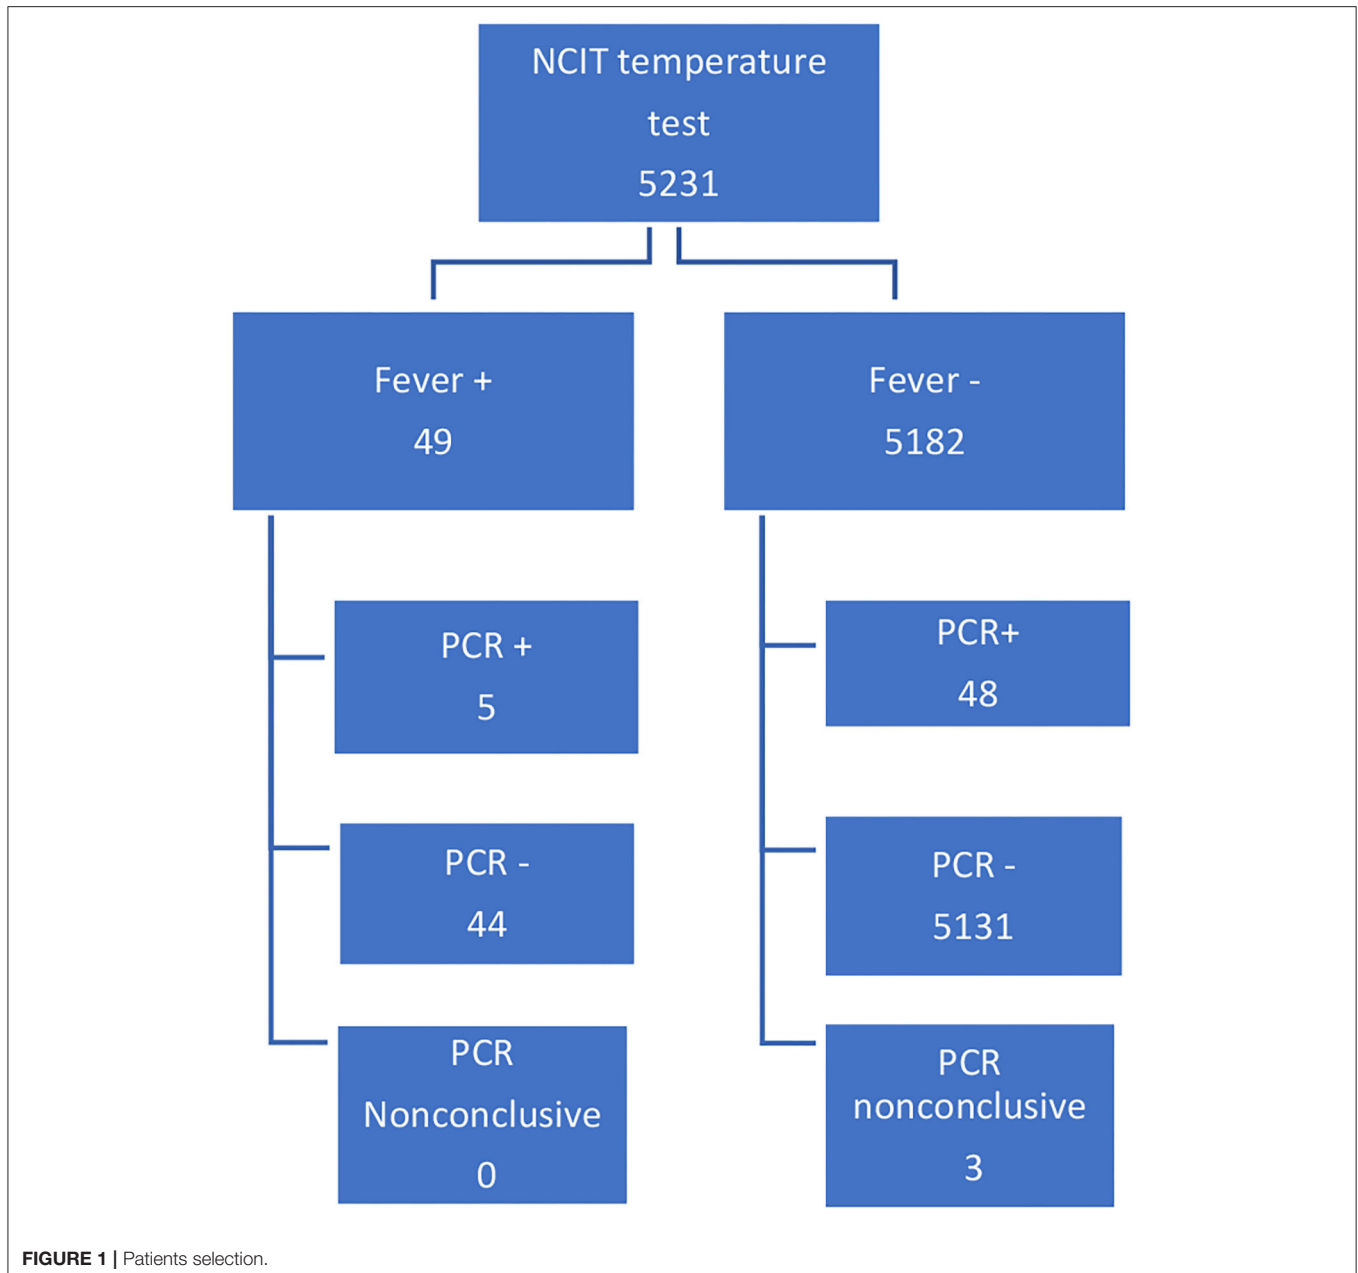 NCIT temperature
test
5231
Fever +
49
Fever -
5182
PCR +
5
PCR+
48
PCR -
44
PCR -
5131
PCR
Nonconclusive
0
PCR
nonconclusive
3
FIGURE 1 | Patients selection.